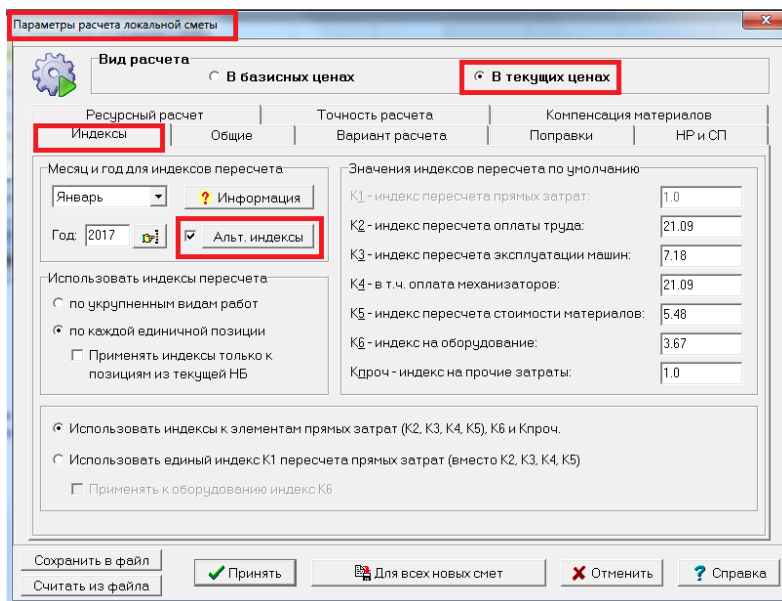 Параметры расчета локальной сметы
Вид расчета
В базисных ценах
В текущих ценах
Ресурсный расчет
Точность расчета
Компенсация материалов
Индексы
Общие
Вариант расчета
Поправки
НР и СП
Месяц и год для индексов пересчета
Январь
? Информация
Год: 2017
Альт. индексы
Использовать индексы пересчета
по укрупненным видам работ
по каждой единичной позиции
Применять индексы только к
позициям из текущей НБ
Значения индексов пересчета по умолчанию
К1 - индекс пересчета прямых затрат: 1.0
К2 - индекс пересчета оплаты труда: 21.09
К3 - индекс пересчета эксплуатации машин: 7.18
К4 - в т.ч. оплата механизаторов: 21.09
К5 - индекс пересчета стоимости материалов: 5.48
К6 - индекс на оборудование: 3.67
Кпроч - индекс на прочие затраты: 1.0
Использовать индексы к элементам прямых затрат (К2, К3, К4, К5), К6 и Кпроч.
Использовать единый индекс К1 пересчета прямых затрат (вместо К2, К3, К4, К5)
Применять к оборудованию индекс К6
Сохранить в файл
Считать из файла
Принять
Для всех новых смет
Отменить
? Справка